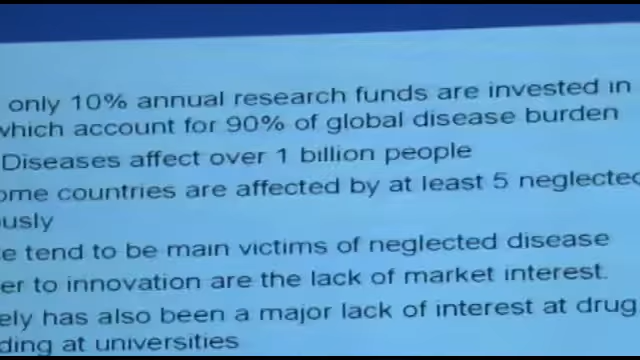 only 10% annual research funds are invested in
which account for 90% of global disease burden
Diseases affect over 1 billion people
ome countries are affected by at least 5 neglected
usly
e tend to be main victims of neglected disease
er to innovation are the lack of market interest.
ely has also been a major lack of interest at drug
ding at universities